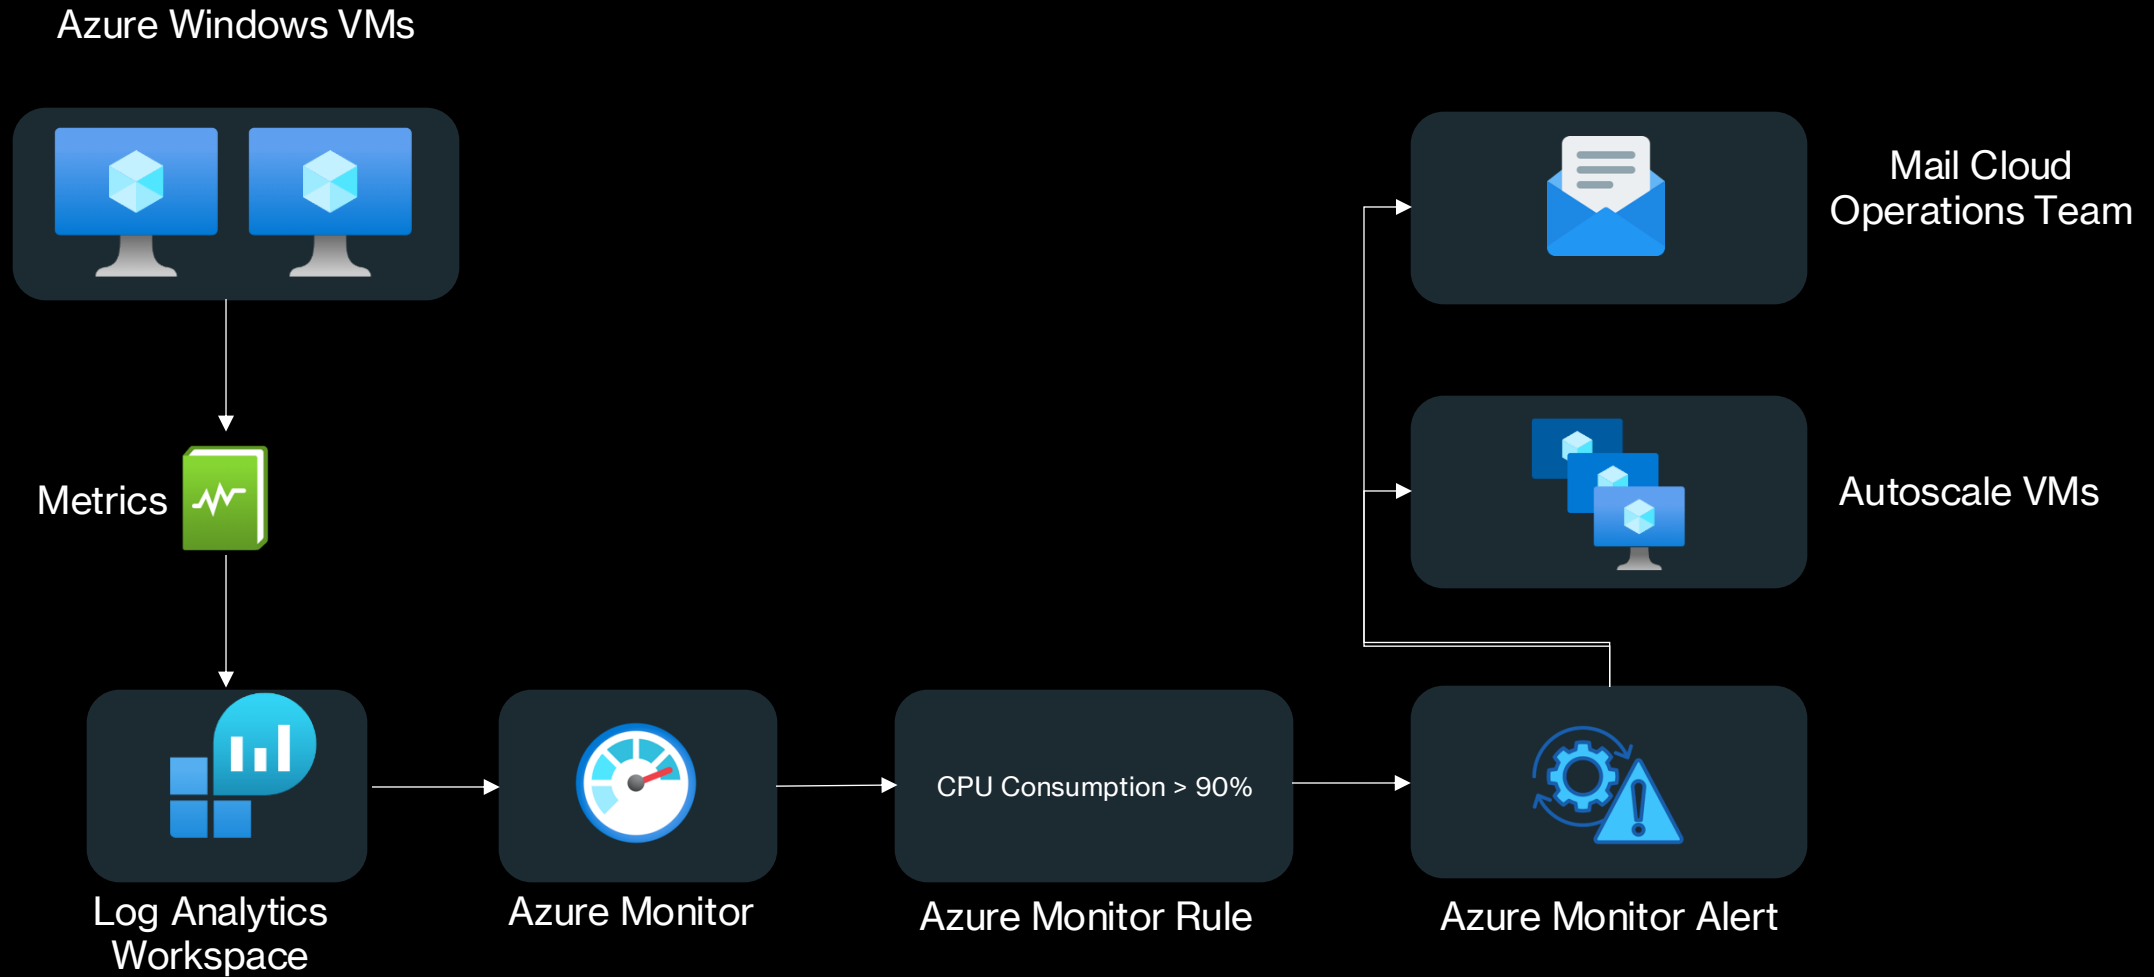 Azure Windows VMs
Mail Cloud
Operations Team
Metrics
Autoscale VMs
CPU Consumption > 90%
Log Analytics
Workspace
Azure Monitor
Azure Monitor Rule
Azure Monitor Alert